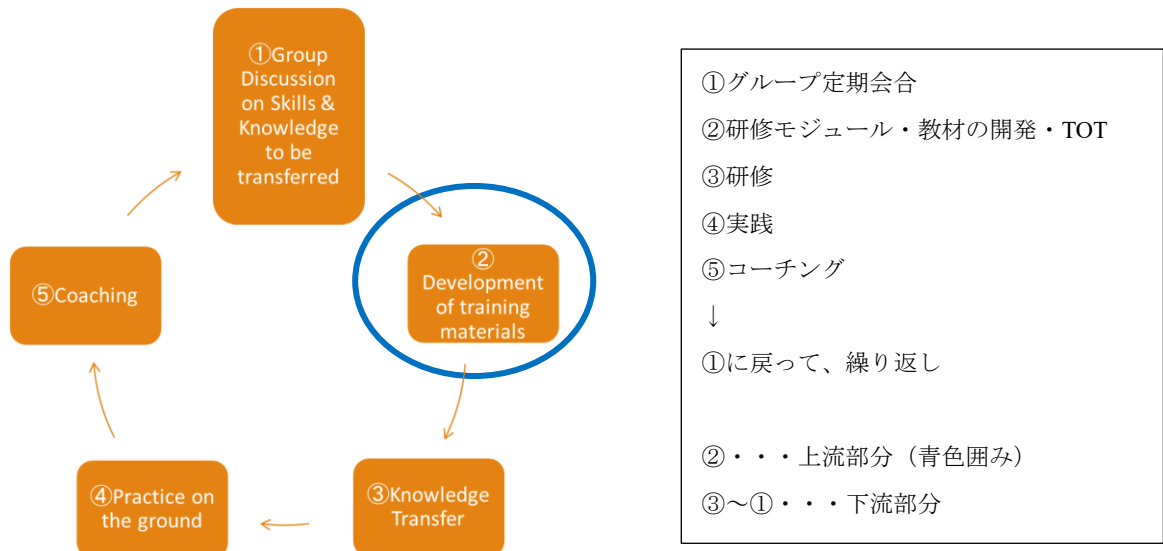 ①Group
Discussion
on Skills &
Knowledge
to be
transferred
②
Development
of training
materials
③Knowledge
Transfer
④Practice on
the ground
⑤Coaching
①グループ定期会合
②研修モジュール・教材の開発・TOT
③研修
④実践
⑤コーチング
↓
①に戻って、繰り返し
②・・・上流部分（青色囲み）
③～①・・・下流部分